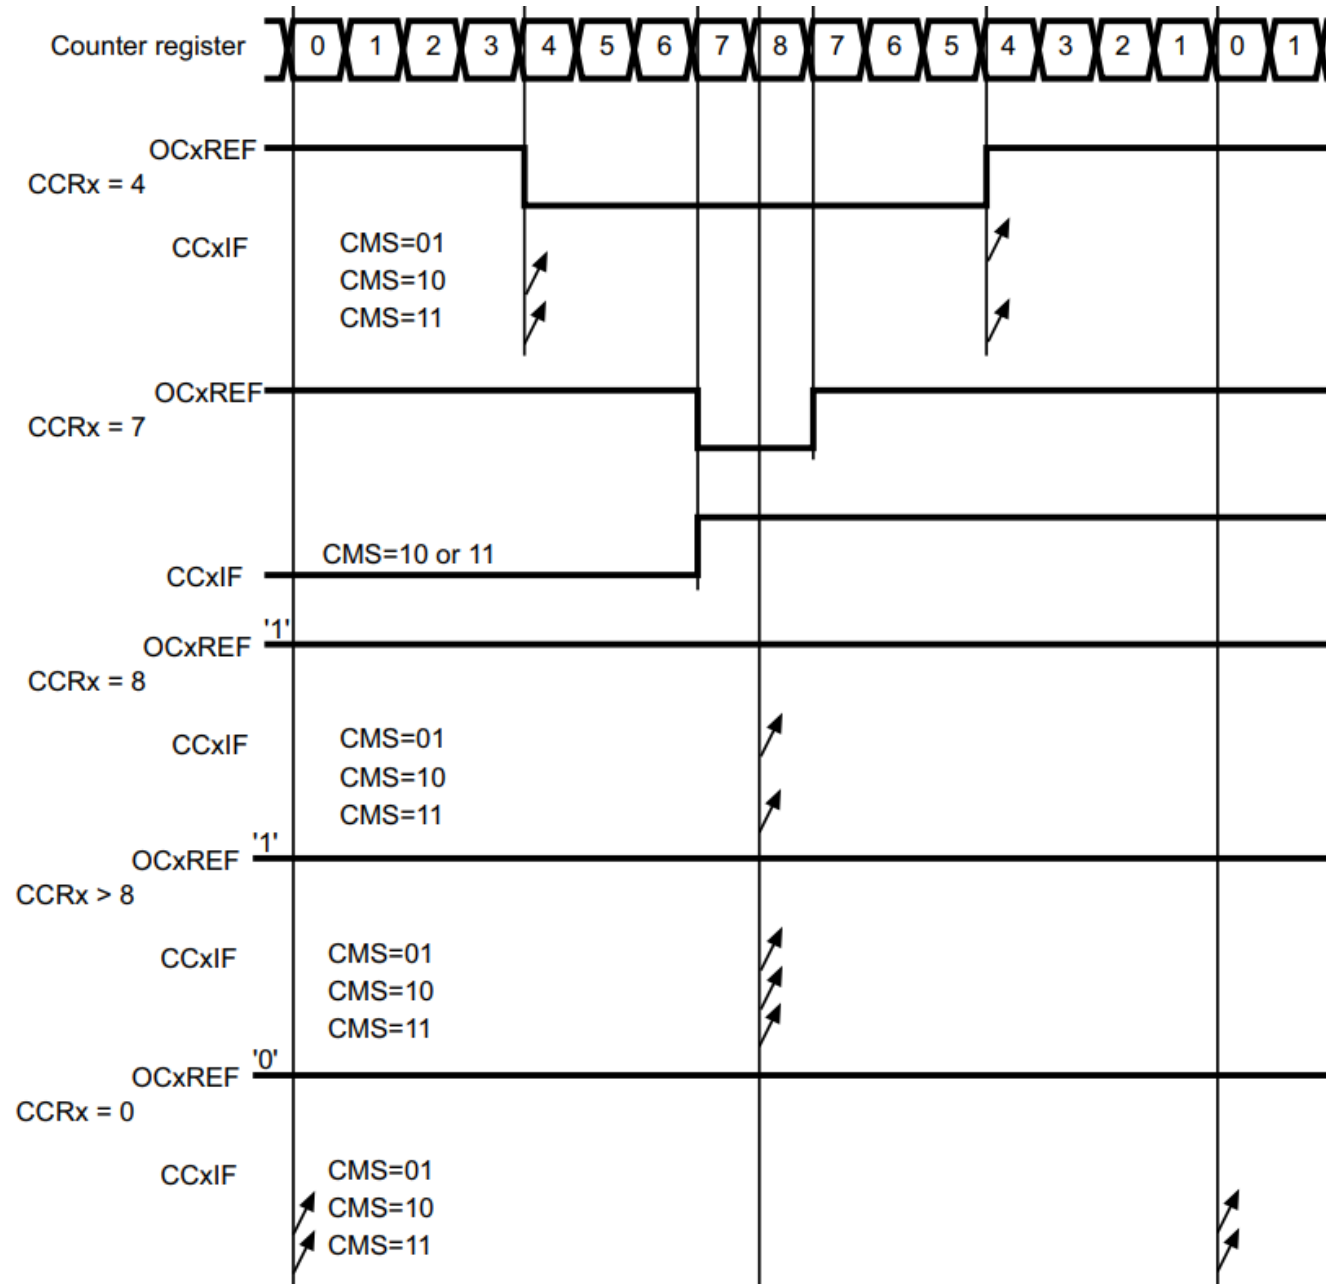 Counter register 0 1 2 3 4 5 6 7 8 7 6 5 4 3 2 1 0 1
OCxREF
CCRx = 4
CCxIF
CMS=01
CMS=10
CMS=11
OCxREF
CCRx = 7
CMS=10 or 11
CCxIF
'1'
OCxREF
CCRx = 8
CCxIF
CMS=01
CMS=10
CMS=11
'1'
OCxREF
CCRx > 8
CCxIF
CMS=01
CMS=10
CMS=11
'0'
OCxREF
CCRx = 0
CCxIF
CMS=01
CMS=10
CMS=11